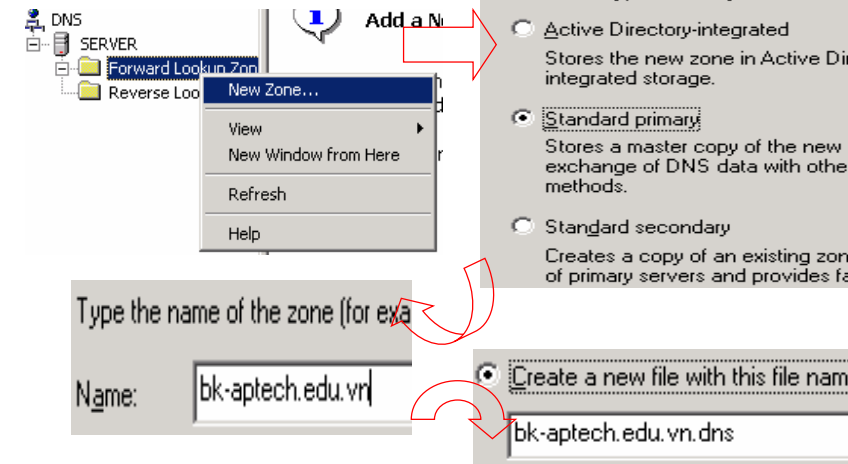 DNS
SERVER
Forward Lookup Zon
Reverse Loo
New Zone...
View
New Window from Here
Refresh
Help
Add a N
Active Directory-integrated
Stores the new zone in Active Di
integrated storage.
Standard primary
Stores a master copy of the new
exchange of DNS data with othe
methods.
Standard secondary
Creates a copy of an existing zon
of primary servers and provides fa
Type the name of the zone (for exa
Name:
bk-aptech.edu.vn
Create a new file with this file nam
bk-aptech.edu.vn.dns